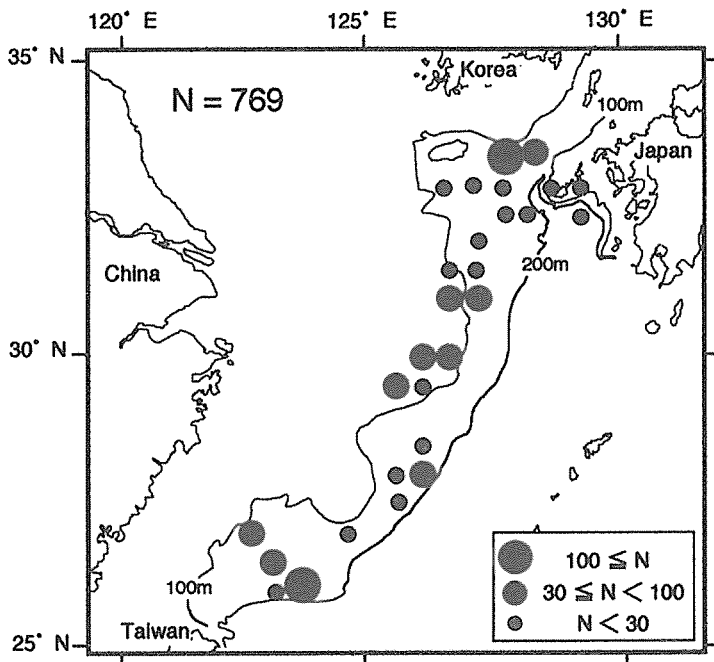 120° E 125° E 130° E
35° N
Korea
N = 769
100m
Japan
China
200m
30° N
100 ≦ N
30 ≦ N < 100
N < 30
100m
Taiwan
25° N